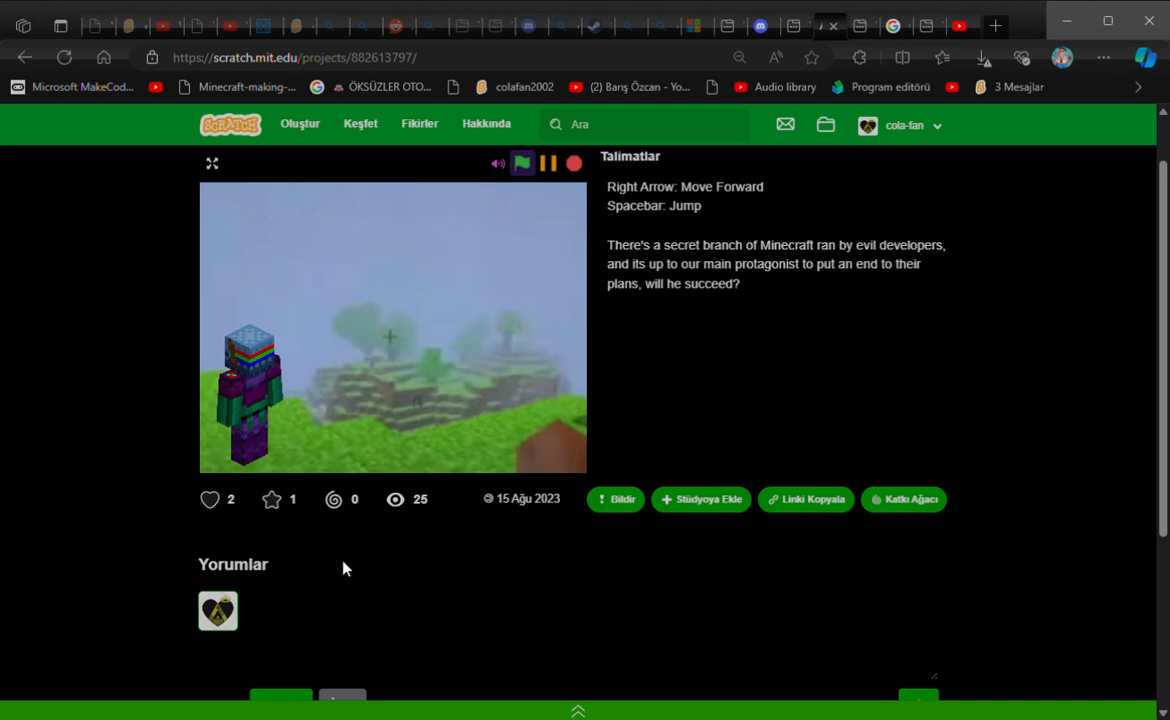 https://scratch.mit.edu/projects/882613797/
Microsoft MakeCod...
Minecraft-making-...
ÖKSÜZLER OTO...
colafan2002
(2) Barış Özcan - Yo...
Audio library
Program editörü
3 Mesajlar
SCRATCH
Oluştur
Keşfet
Fikirler
Hakkında
Ara
cola-fan
Talimatlar
Right Arrow: Move Forward
Spacebar: Jump
There's a secret branch of Minecraft ran by evil developers,
and its up to our main protagonist to put an end to their
plans, will he succeed?
2
1
0
25
© 15 Ağu 2023
Bildir
Stüdyoya Ekle
Linki Kopyala
Katkı Ağacı
Yorumlar